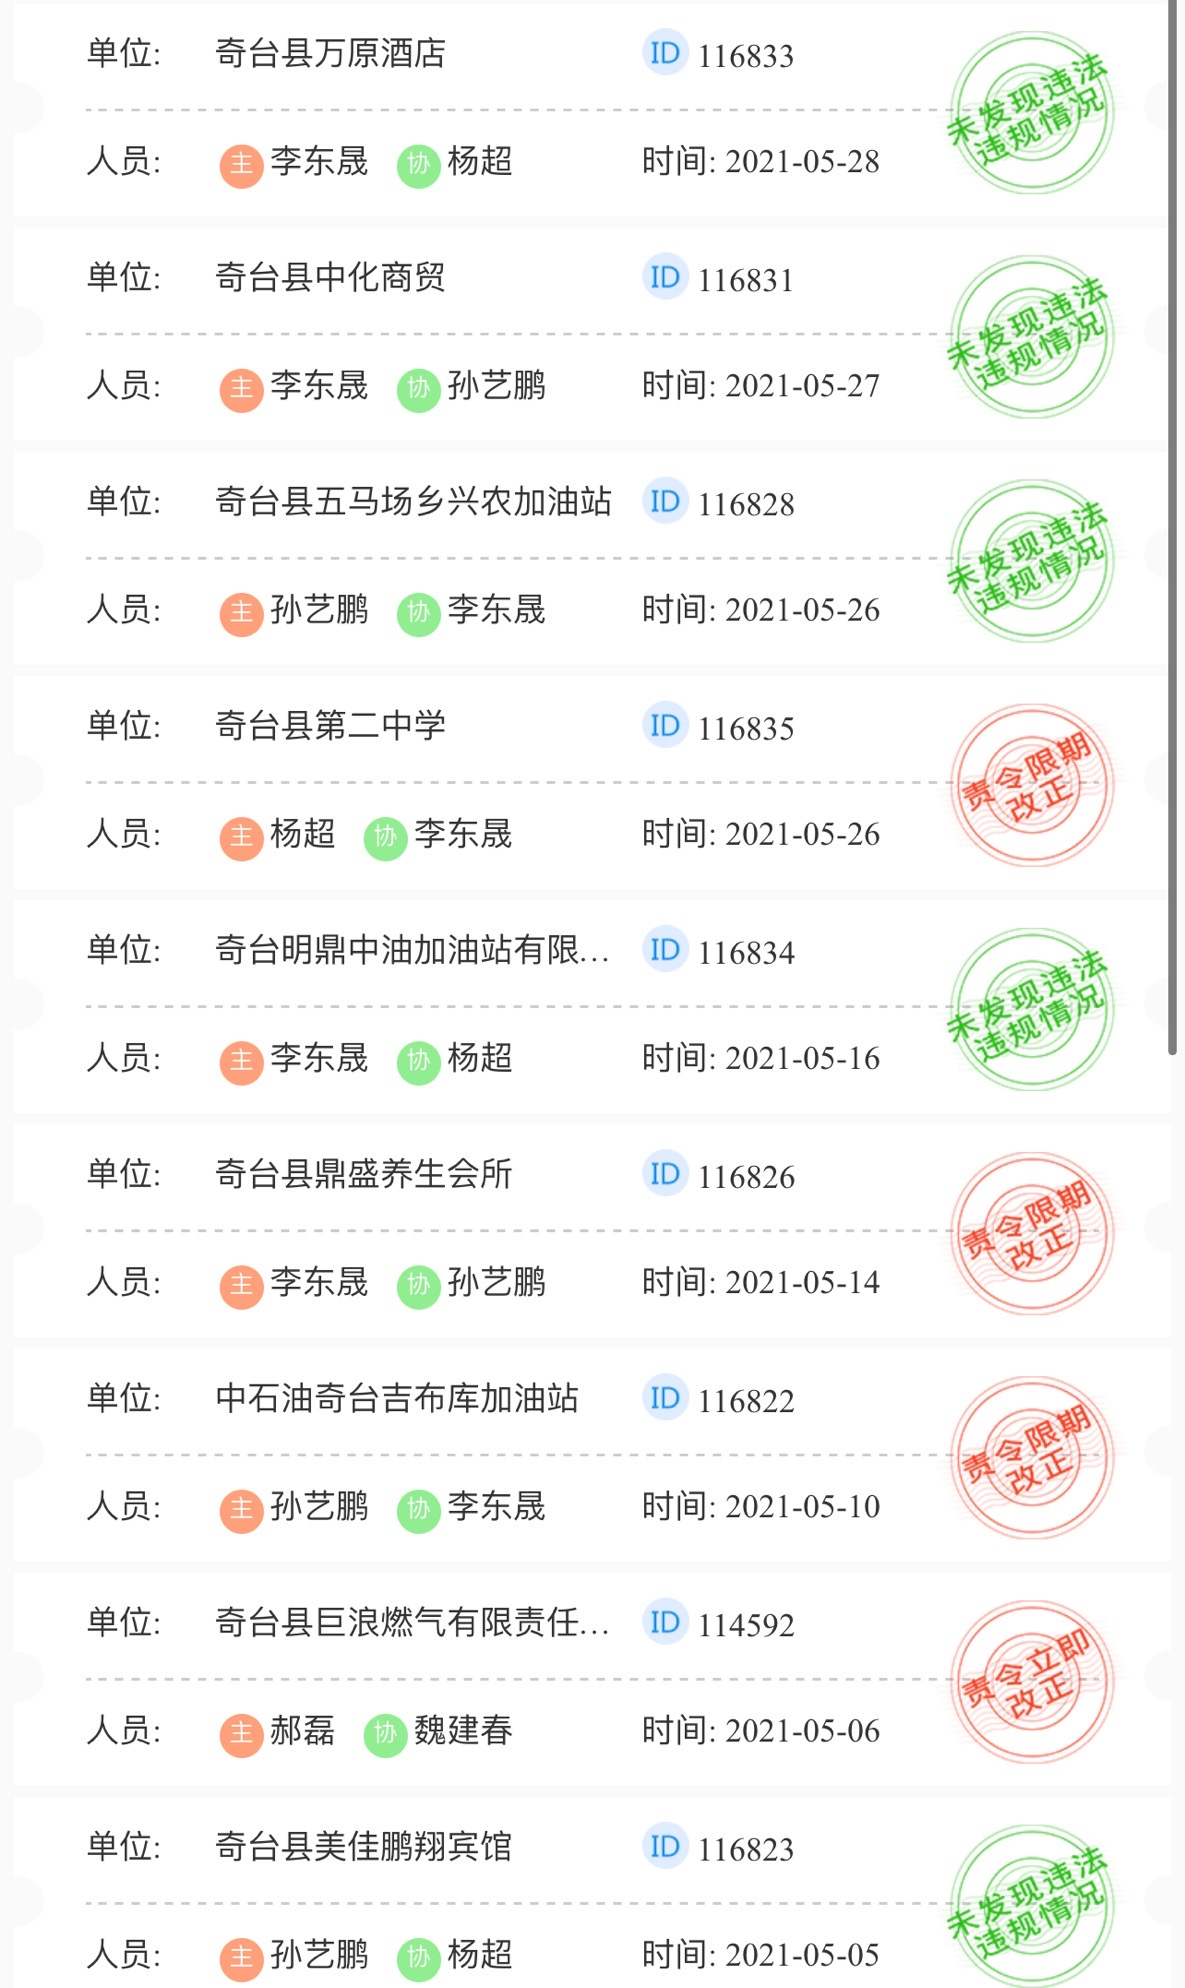 单位: 奇台县万原酒店 ID 116833
未发现违法
违规情况
人员: 主 李东晟 协 杨超 时间: 2021-05-28
单位: 奇台县中化商贸 ID 116831
未发现违法
违规情况
人员: 主 李东晟 协 孙艺鹏 时间: 2021-05-27
单位: 奇台县五马场乡兴农加油站 ID 116828
未发现违法
违规情况
人员: 主 孙艺鹏 协 李东晟 时间: 2021-05-26
单位: 奇台县第二中学 ID 116835
责令限期
改正
人员: 主 杨超 协 李东晟 时间: 2021-05-26
单位: 奇台明鼎中油加油站有限... ID 116834
未发现违法
违规情况
人员: 主 李东晟 协 杨超 时间: 2021-05-16
单位: 奇台县鼎盛养生会所 ID 116826
责令限期
改正
人员: 主 李东晟 协 孙艺鹏 时间: 2021-05-14
单位: 中石油奇台吉布库加油站 ID 116822
责令限期
改正
人员: 主 孙艺鹏 协 李东晟 时间: 2021-05-10
单位: 奇台县巨浪燃气有限责任... ID 114592
责令立即
改正
人员: 主 郝磊 协 魏建春 时间: 2021-05-06
单位: 奇台县美佳鹏翔宾馆 ID 116823
未发现违法
违规情况
人员: 主 孙艺鹏 协 杨超 时间: 2021-05-05